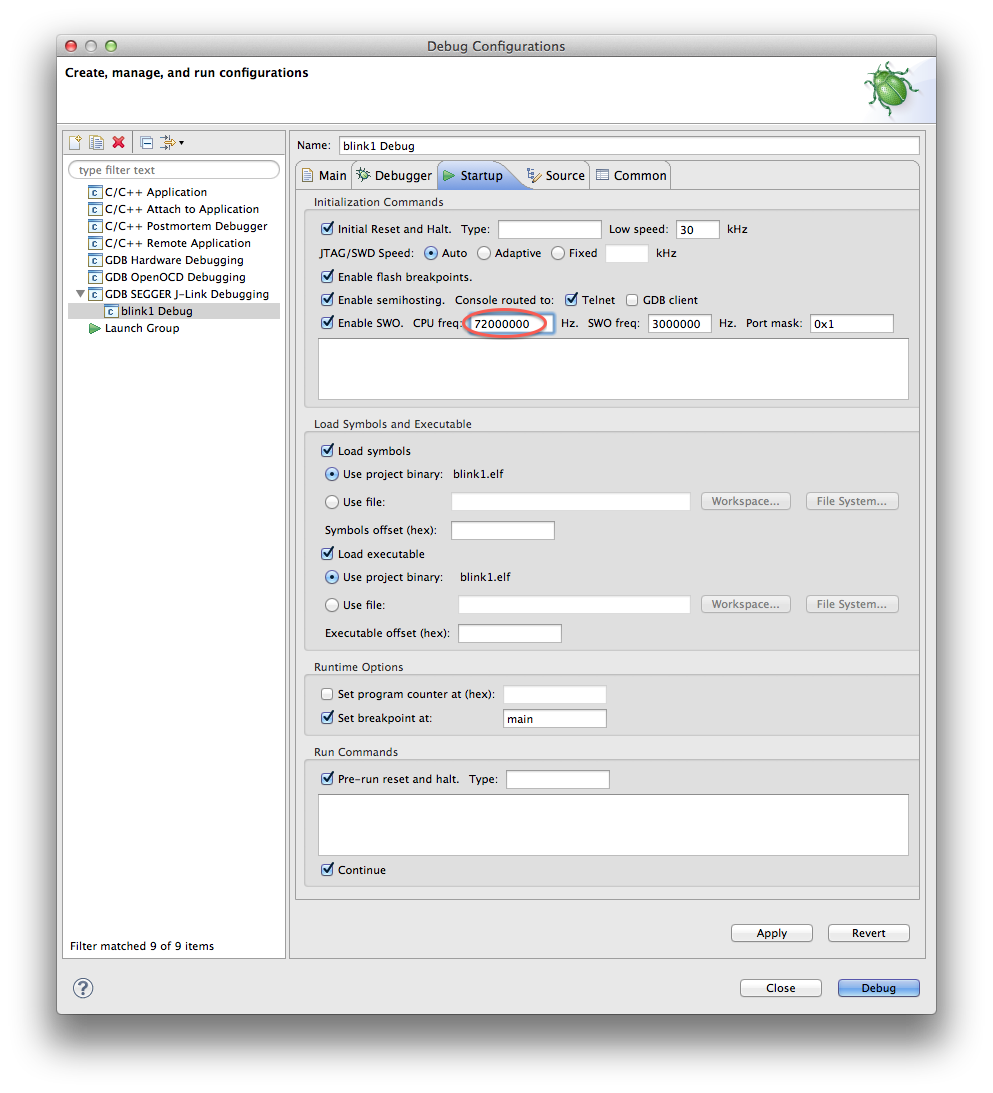 Debug Configurations
Create, manage, and run configurations
type filter text
C/C++ Application
C/C++ Attach to Application
C/C++ Postmortem Debugger
C/C++ Remote Application
GDB Hardware Debugging
GDB OpenOCD Debugging
GDB SEGGER J-Link Debugging
blink1 Debug
Launch Group
Filter matched 9 of 9 items
Name: blink1 Debug
Main Debugger Startup Source Common
Initialization Commands
Initial Reset and Halt. Type: Low speed: 30 kHz
JTAG/SWD Speed: Auto Adaptive Fixed kHz
Enable flash breakpoints.
Enable semihosting. Console routed to: Telnet GDB client
Enable SWO. CPU freq: 72000000 Hz. SWO freq: 3000000 Hz. Port mask: 0x1
Load Symbols and Executable
Load symbols
Use project binary: blink1.elf
Use file: Workspace... File System...
Symbols offset (hex):
Load executable
Use project binary: blink1.elf
Use file: Workspace... File System...
Executable offset (hex):
Runtime Options
Set program counter at (hex):
Set breakpoint at: main
Run Commands
Pre-run reset and halt. Type:
Continue
Apply Revert
? Close Debug